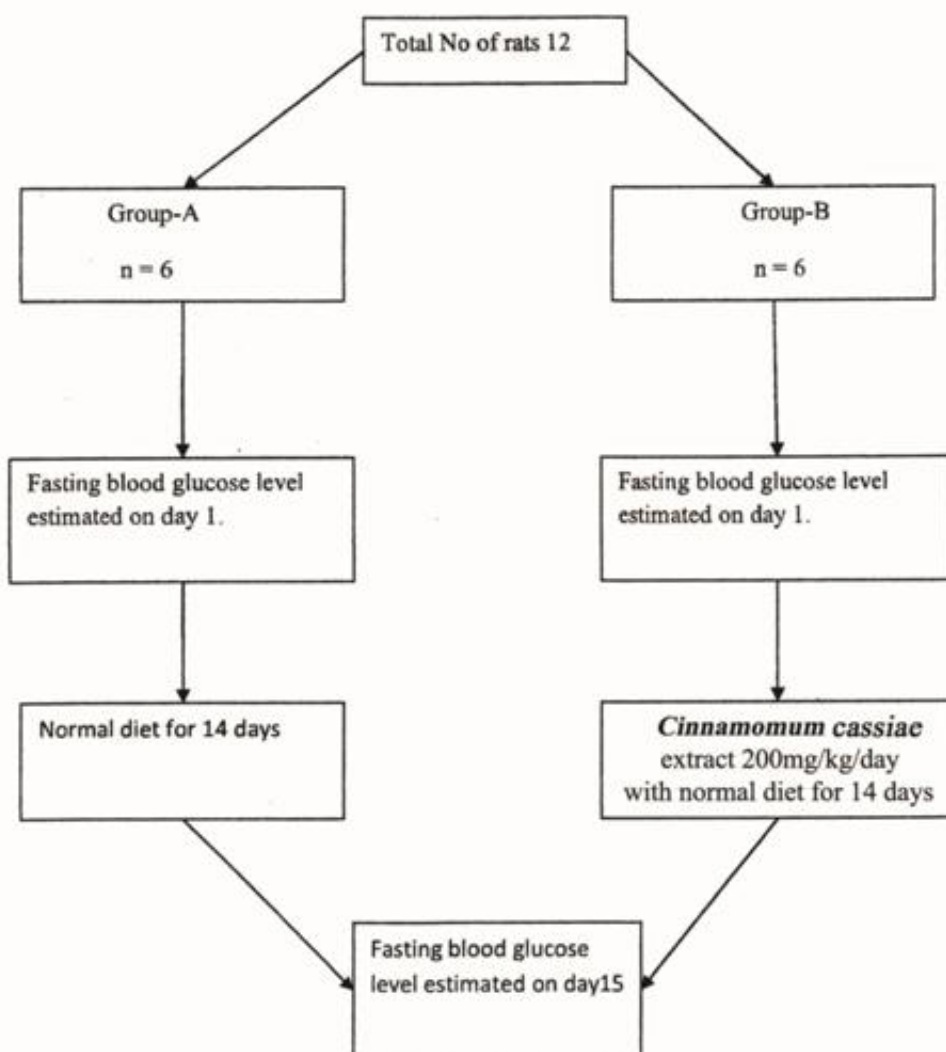 Total No of rats 12
Group-A
n = 6
Group-B
n = 6
Fasting blood glucose level
estimated on day 1.
Fasting blood glucose level
estimated on day 1.
Normal diet for 14 days
Cinnamomum cassiae
extract 200mg/kg/day
with normal diet for 14 days
Fasting blood glucose
level estimated on day15